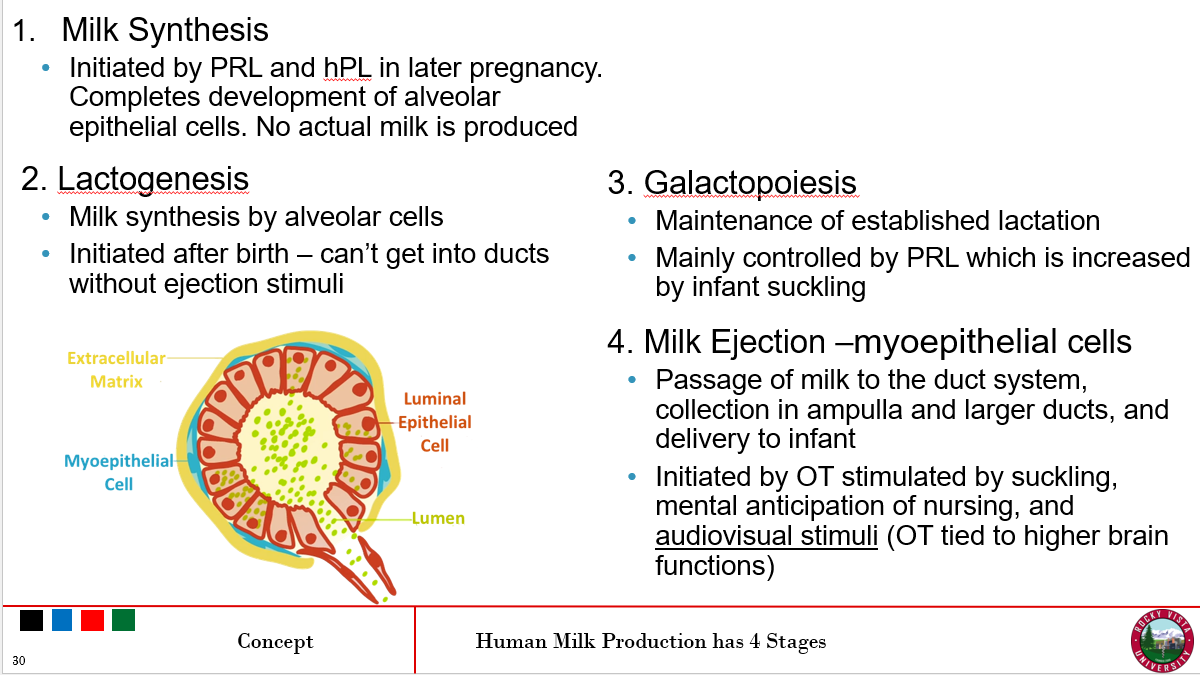 1. Milk Synthesis
• Initiated by PRL and hPL in later pregnancy.
Completes development of alveolar
epithelial cells. No actual milk is produced
2. Lactogenesis
• Milk synthesis by alveolar cells
• Initiated after birth – can’t get into ducts
without ejection stimuli
3. Galactopoiesis
• Maintenance of established lactation
• Mainly controlled by PRL which is increased
by infant suckling
4. Milk Ejection –myoepithelial cells
• Passage of milk to the duct system,
collection in ampulla and larger ducts, and
delivery to infant
• Initiated by OT stimulated by suckling,
mental anticipation of nursing, and
audiovisual stimuli (OT tied to higher brain
functions)
Extracellular
Matrix
Myoepithelial
Cell
Luminal
Epithelial
Cell
Lumen
Concept
Human Milk Production has 4 Stages
30
ROCKY VISTA
UNIVERSITY